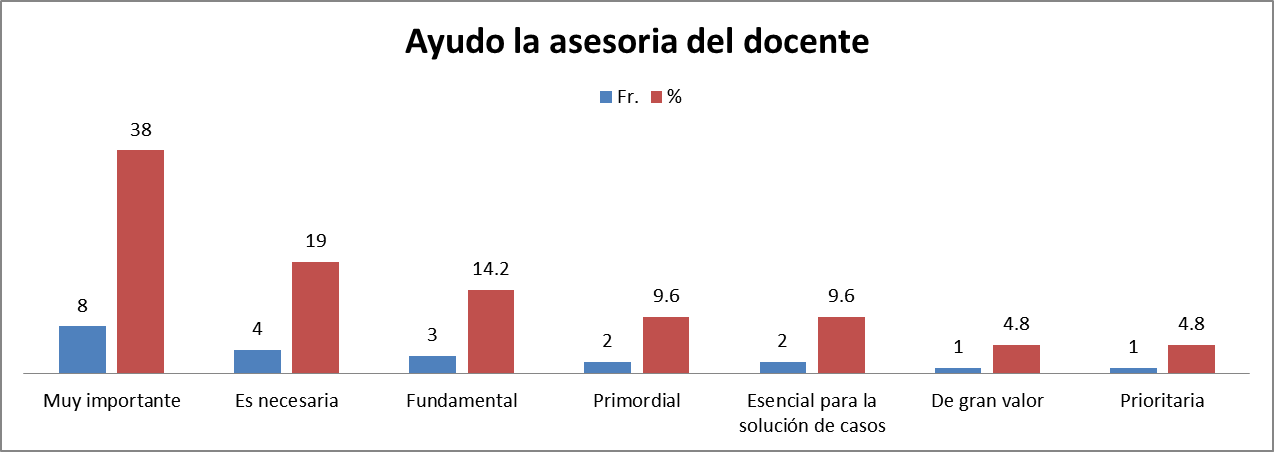 Ayudo la asesoria del docente
Fr. %
38
8
19
4
14.2
3
9.6
2
9.6
2
4.8
1
4.8
1
Muy importante
Es necesaria
Fundamental
Primordial
Esencial para la
solución de casos
De gran valor
Prioritaria